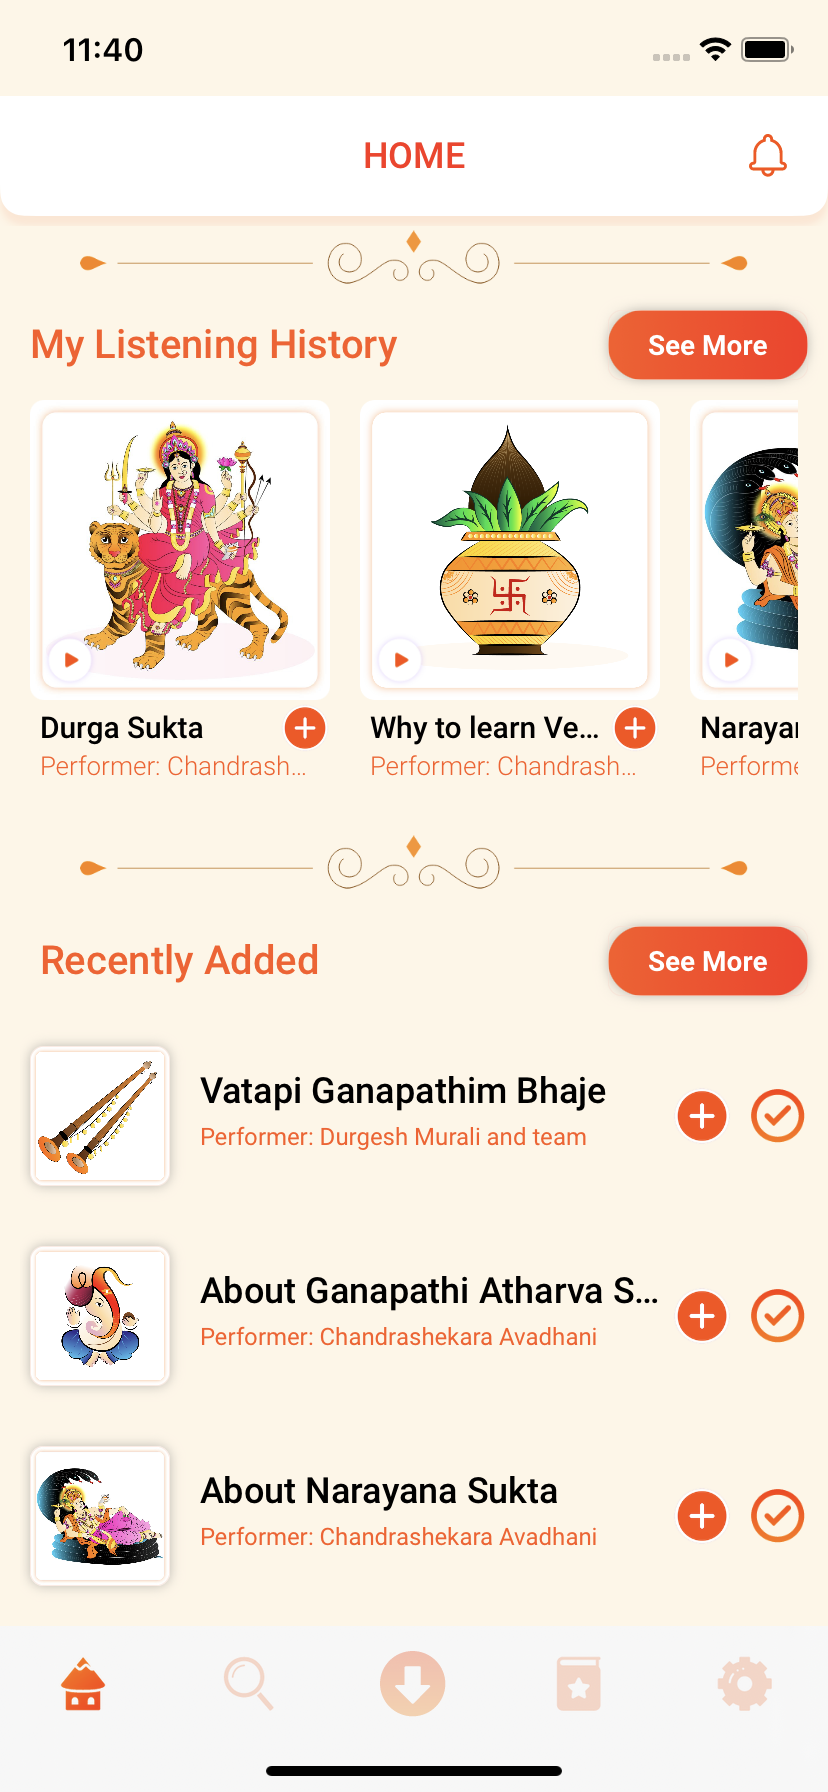 11:40
HOME
My Listening History
See More
Durga Sukta
Why to learn Ve...
Narayan
Performer: Chandrash...
Performer: Chandrash...
Performe
Recently Added
See More
Vatapi Ganapathim Bhaje
Performer: Durgesh Murali and team
About Ganapathi Atharva S...
Performer: Chandrashekara Avadhani
About Narayana Sukta
Performer: Chandrashekara Avadhani